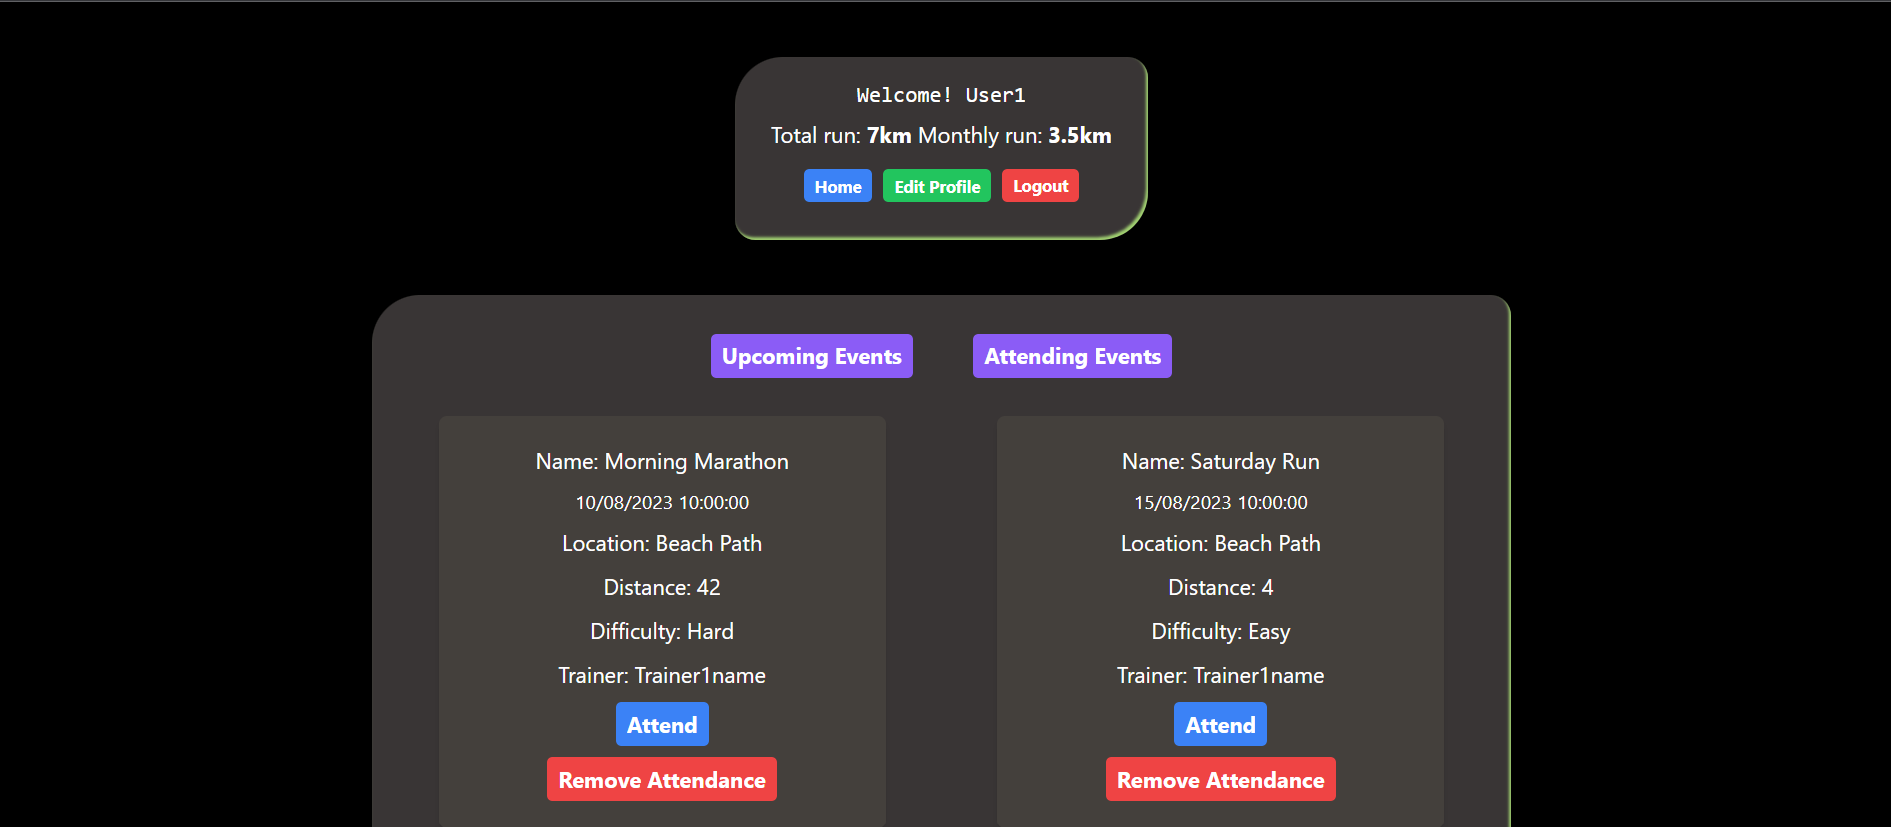 Welcome! User1
Total run: 7km Monthly run: 3.5km
Home Edit Profile Logout
Upcoming Events Attending Events
Name: Morning Marathon
10/08/2023 10:00:00
Location: Beach Path
Distance: 42
Difficulty: Hard
Trainer: Trainer1name
Attend
Remove Attendance
Name: Saturday Run
15/08/2023 10:00:00
Location: Beach Path
Distance: 4
Difficulty: Easy
Trainer: Trainer1name
Attend
Remove Attendance